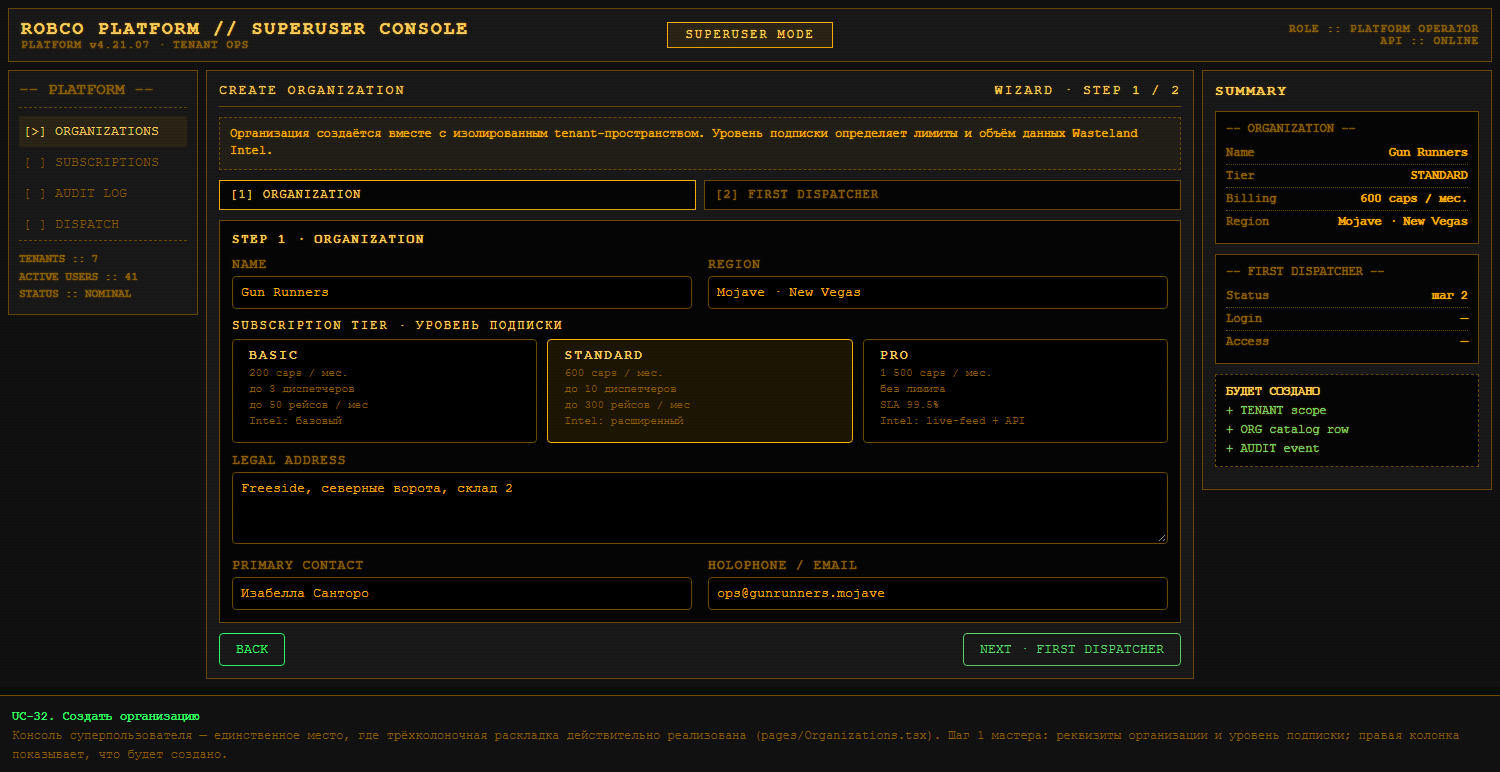 ROBCO PLATFORM // SUPERUSER CONSOLE
PLATFORM v4.21.07 · TENANT OPS
SUPERUSER MODE
ROLE :: PLATFORM OPERATOR
API :: ONLINE
—— PLATFORM ——
[>] ORGANIZATIONS
[ ] SUBSCRIPTIONS
[ ] AUDIT LOG
[ ] DISPATCH
TENANTS :: 7
ACTIVE USERS :: 41
STATUS :: NOMINAL
CREATE ORGANIZATION
WIZARD · STEP 1 / 2
Организация создаётся вместе с изолированным tenant-пространством. Уровень подписки определяет лимиты и объём данных Wasteland
Intel.
[1] ORGANIZATION
[2] FIRST DISPATCHER
STEP 1 · ORGANIZATION
NAME
REGION
Gun Runners
Mojave · New Vegas
SUBSCRIPTION TIER · УРОВЕНЬ ПОДПИСКИ
BASIC
200 caps / мес.
до 3 диспетчеров
до 50 рейсов / мес
Intel: базовый
STANDARD
600 caps / мес.
до 10 диспетчеров
до 300 рейсов / мес
Intel: расширенный
PRO
1 500 caps / мес.
без лимита
SLA 99.5%
Intel: live-feed + API
LEGAL ADDRESS
Freeside, северные ворота, склад 2
PRIMARY CONTACT
HOLOPHONE / EMAIL
Изабелла Санторо
ops@gunrunners.mojave
BACK
NEXT · FIRST DISPATCHER
SUMMARY
—— ORGANIZATION ——
Name Gun Runners
Tier STANDARD
Billing 600 caps / мес.
Region Mojave · New Vegas
—— FIRST DISPATCHER ——
Status шаг 2
Login —
Access —
БУДЕТ СОЗДАНО
+ TENANT scope
+ ORG catalog row
+ AUDIT event
UC-32. Создать организацию
Консоль суперпользователя — единственное место, где трёхколоночная раскладка действительно реализована (pages/Organizations.tsx). Шаг 1 мастера: реквизиты организации и уровень подписки; правая колонка
показывает, что будет создано.